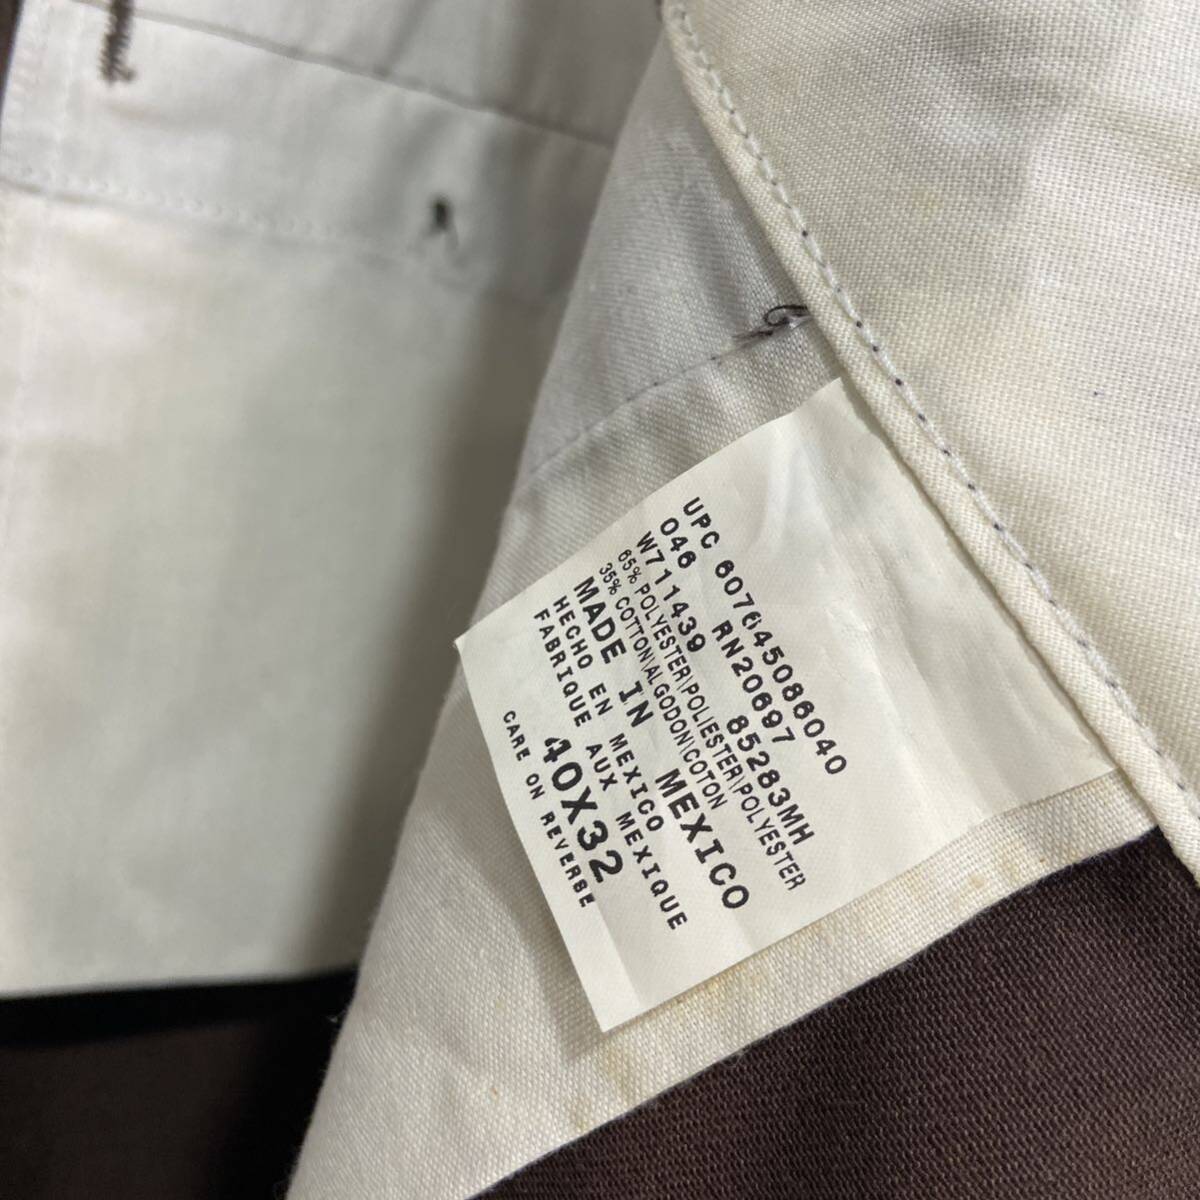 UPC 607645086040
046 RN20697
W711439 85283MH
65% POLYESTER\POLIESTER\POLYESTER
35% COTTON\ALGODON\COTON
MADE IN MEXICO
HECHO EN MEXICO
FABRIQUE AUX MEXIQUE
40X32
CARE ON REVERSE